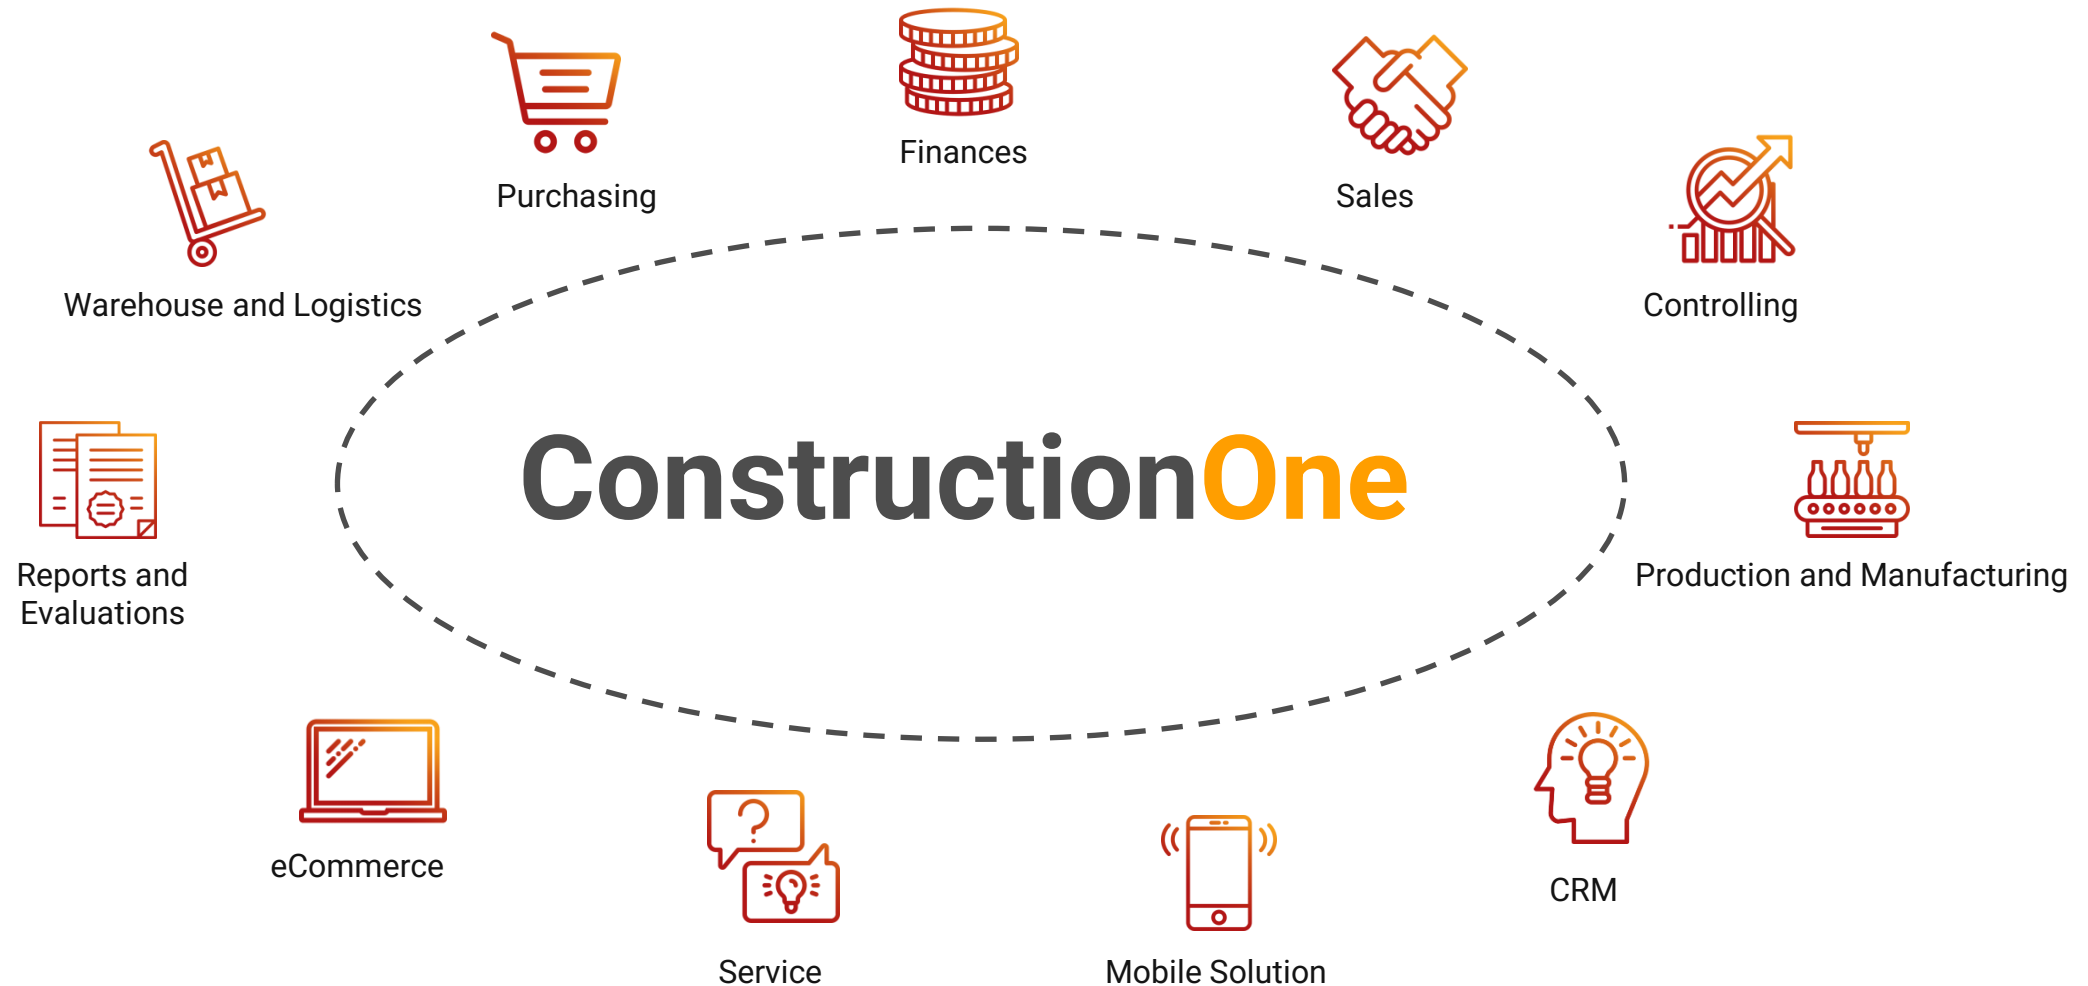 Finances
Purchasing
Sales
Warehouse and Logistics
Controlling
ConstructionOne
Reports and
Evaluations
Production and Manufacturing
eCommerce
CRM
Service
Mobile Solution